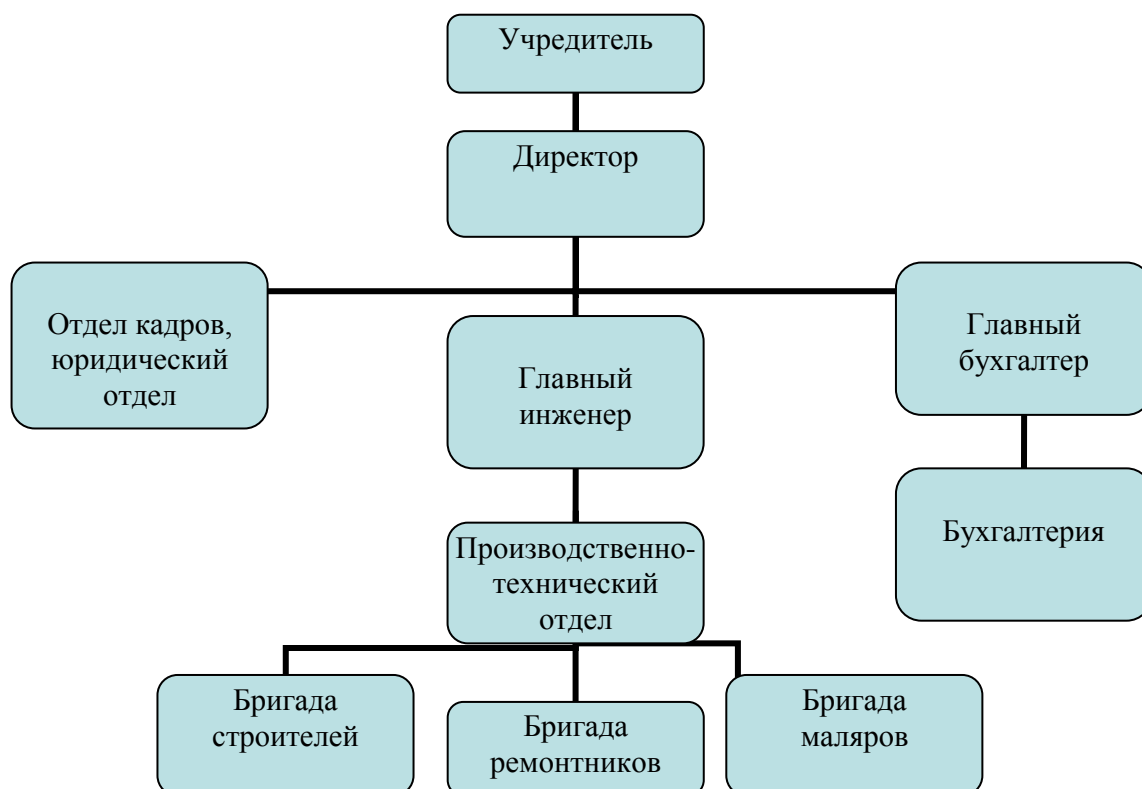 Учредитель
Директор
Отдел кадров,
юридический
отдел
Главный
инженер
Главный
бухгалтер
Бухгалтерия
Производственно-
технический
отдел
Бригада
строителей
Бригада
ремонтников
Бригада
маляров